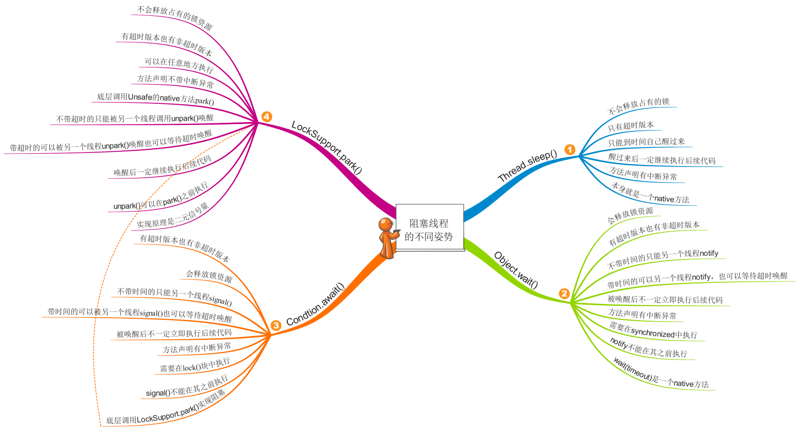 阻塞线程
的不同姿势
Thread.sleep()
1
不会释放占有的锁
只有超时版本
只能到时间自己醒过来
醒过来后一定继续执行后续代码
方法声明有中断异常
本身就是一个native方法
Object.wait()
2
会释放锁资源
有超时版本也有非超时版本
不带时间的只能另一个线程notify
带时间的可以另一个线程notify，也可以等待超时唤醒
被唤醒后不一定立即执行后续代码
方法声明有中断异常
需要在synchronized中执行
notify不能在其之前执行
wait(timeout)是一个native方法
Condtion.await()
3
有超时版本也有非超时版本
会释放锁资源
不带时间的只能另一个线程signal()
带时间的可以被另一个线程signal()也可以等待超时唤醒
被唤醒后不一定立即执行后续代码
方法声明有中断异常
需要在lock()块中执行
signal()不能在其之前执行
底层调用LockSupport.park()实现阻塞
LockSupport.park()
4
不会释放占有的锁资源
有超时版本也有非超时版本
可以在任意地方执行
方法声明不带中断异常
底层调用Unsafe的native方法park()
不带超时的只能被另一个线程调用unpark()唤醒
带超时的可以被另一个线程unpark()唤醒也可以等待超时唤醒
唤醒后一定继续执行后续代码
unpark()可以在park()之前执行
实现原理是二元信号量